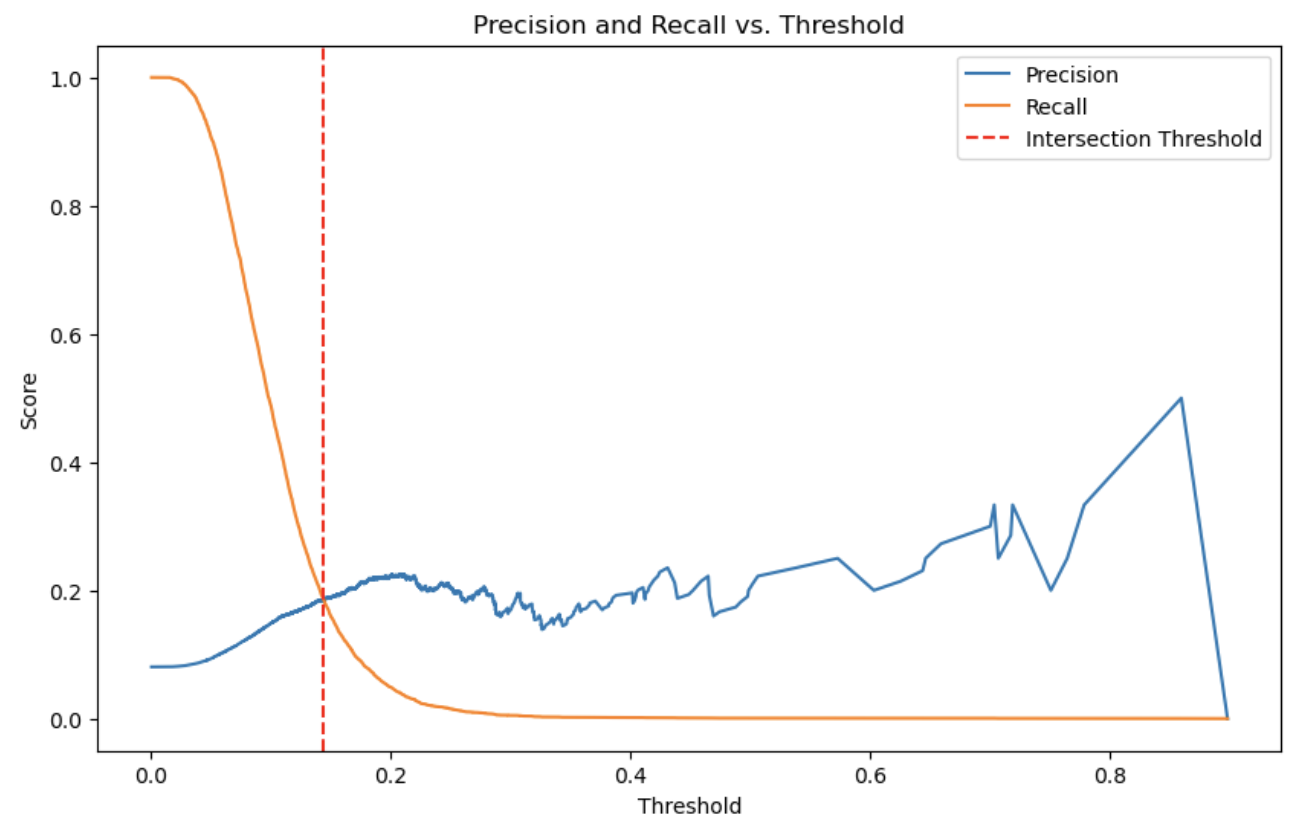 Precision and Recall vs. Threshold
Precision
Recall
Intersection Threshold
1.0
0.8
0.6
0.4
0.2
0.0
Score
0.0 0.2 0.4 0.6 0.8
Threshold